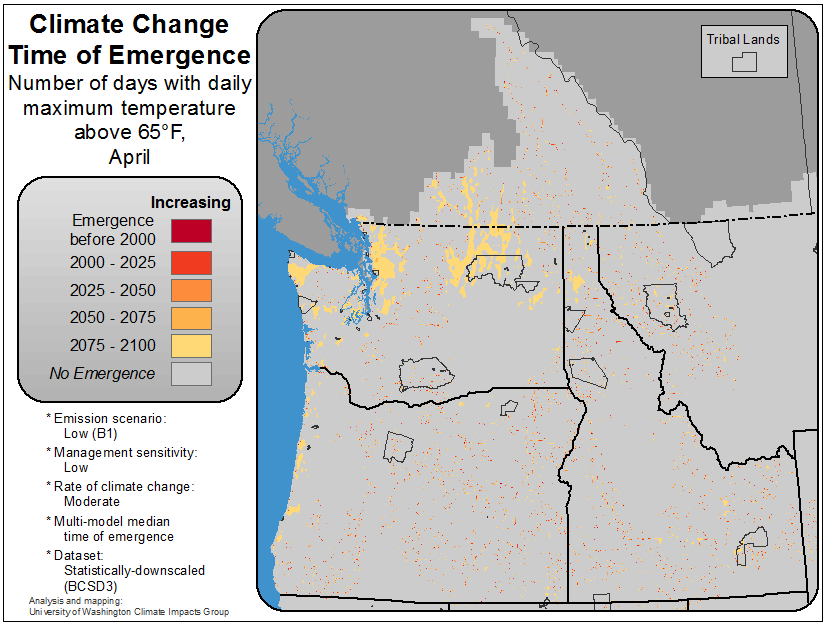 Climate Change
Time of Emergence
Number of days with daily
maximum temperature
above 65°F,
April
Increasing
Emergence
before 2000
2000 - 2025
2025 - 2050
2050 - 2075
2075 - 2100
No Emergence
* Emission scenario:
Low (B1)
* Management sensitivity:
Low
* Rate of climate change:
Moderate
* Multi-model median
time of emergence
* Dataset:
Statistically-downscaled
(BCSD3)
Analysis and mapping:
University of Washington Climate Impacts Group
Tribal Lands